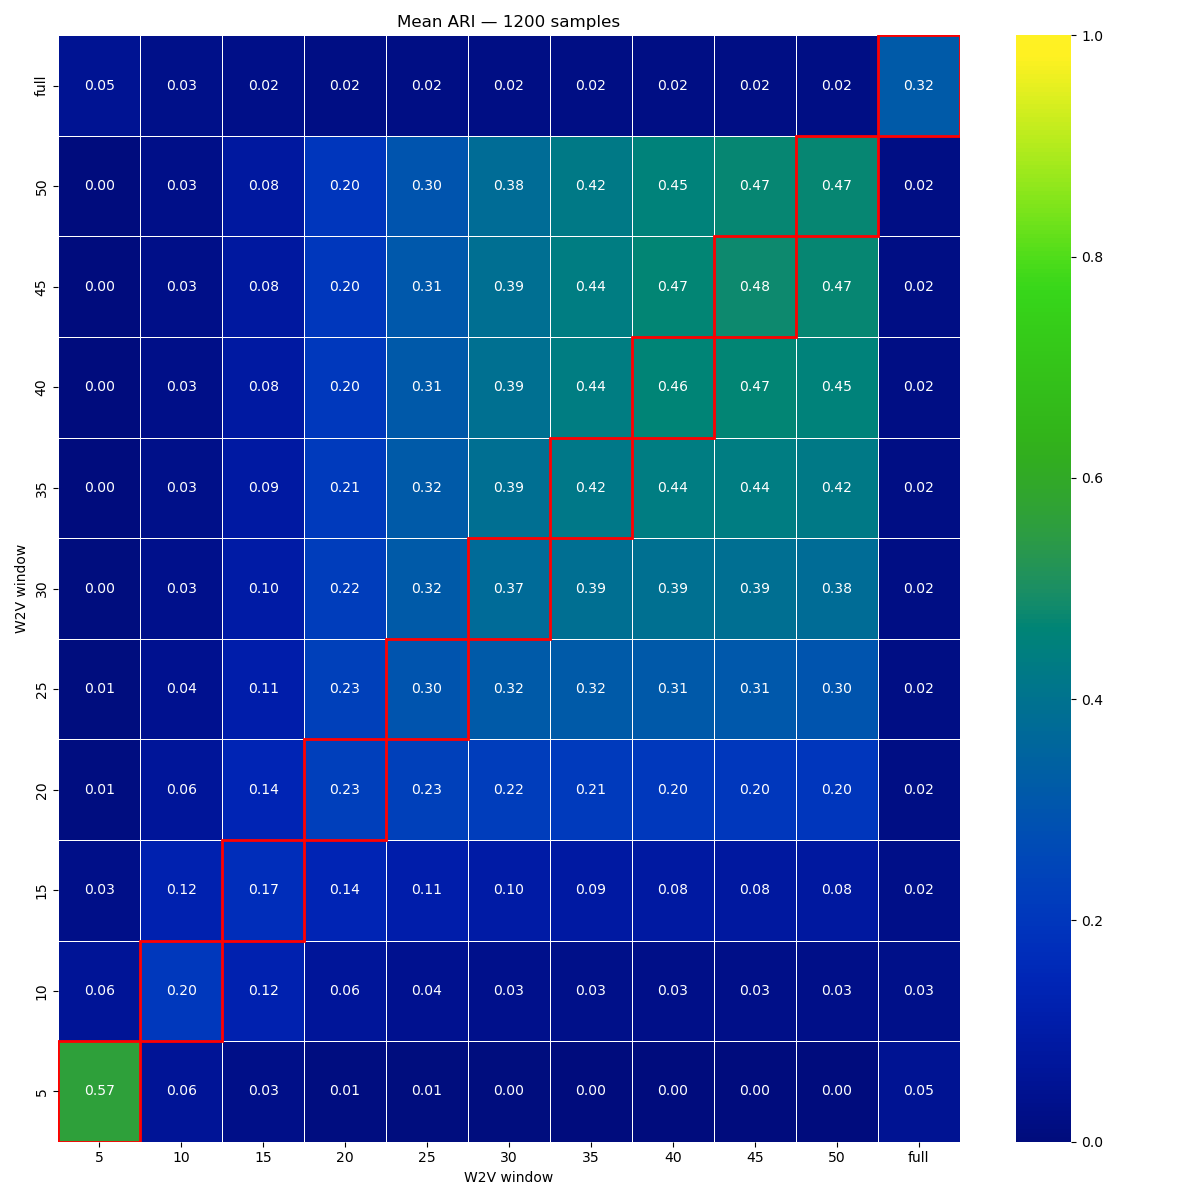 Mean ARI — 1200 samples
full 0.05 0.03 0.02 0.02 0.02 0.02 0.02 0.02 0.02 0.02 0.32
50 0.00 0.03 0.08 0.20 0.30 0.38 0.42 0.45 0.47 0.47 0.02
45 0.00 0.03 0.08 0.20 0.31 0.39 0.44 0.47 0.48 0.47 0.02
40 0.00 0.03 0.08 0.20 0.31 0.39 0.44 0.46 0.47 0.45 0.02
35 0.00 0.03 0.09 0.21 0.32 0.39 0.42 0.44 0.44 0.42 0.02
30 0.00 0.03 0.10 0.22 0.32 0.37 0.39 0.39 0.39 0.38 0.02
25 0.01 0.04 0.11 0.23 0.30 0.32 0.32 0.31 0.31 0.30 0.02
20 0.01 0.06 0.14 0.23 0.23 0.22 0.21 0.20 0.20 0.20 0.02
15 0.03 0.12 0.17 0.14 0.11 0.10 0.09 0.08 0.08 0.08 0.02
10 0.06 0.20 0.12 0.06 0.04 0.03 0.03 0.03 0.03 0.03 0.03
5 0.57 0.06 0.03 0.01 0.01 0.00 0.00 0.00 0.00 0.00 0.05
5 10 15 20 25 30 35 40 45 50 full
W2V window
W2V window
1.0
0.8
0.6
0.4
0.2
0.0